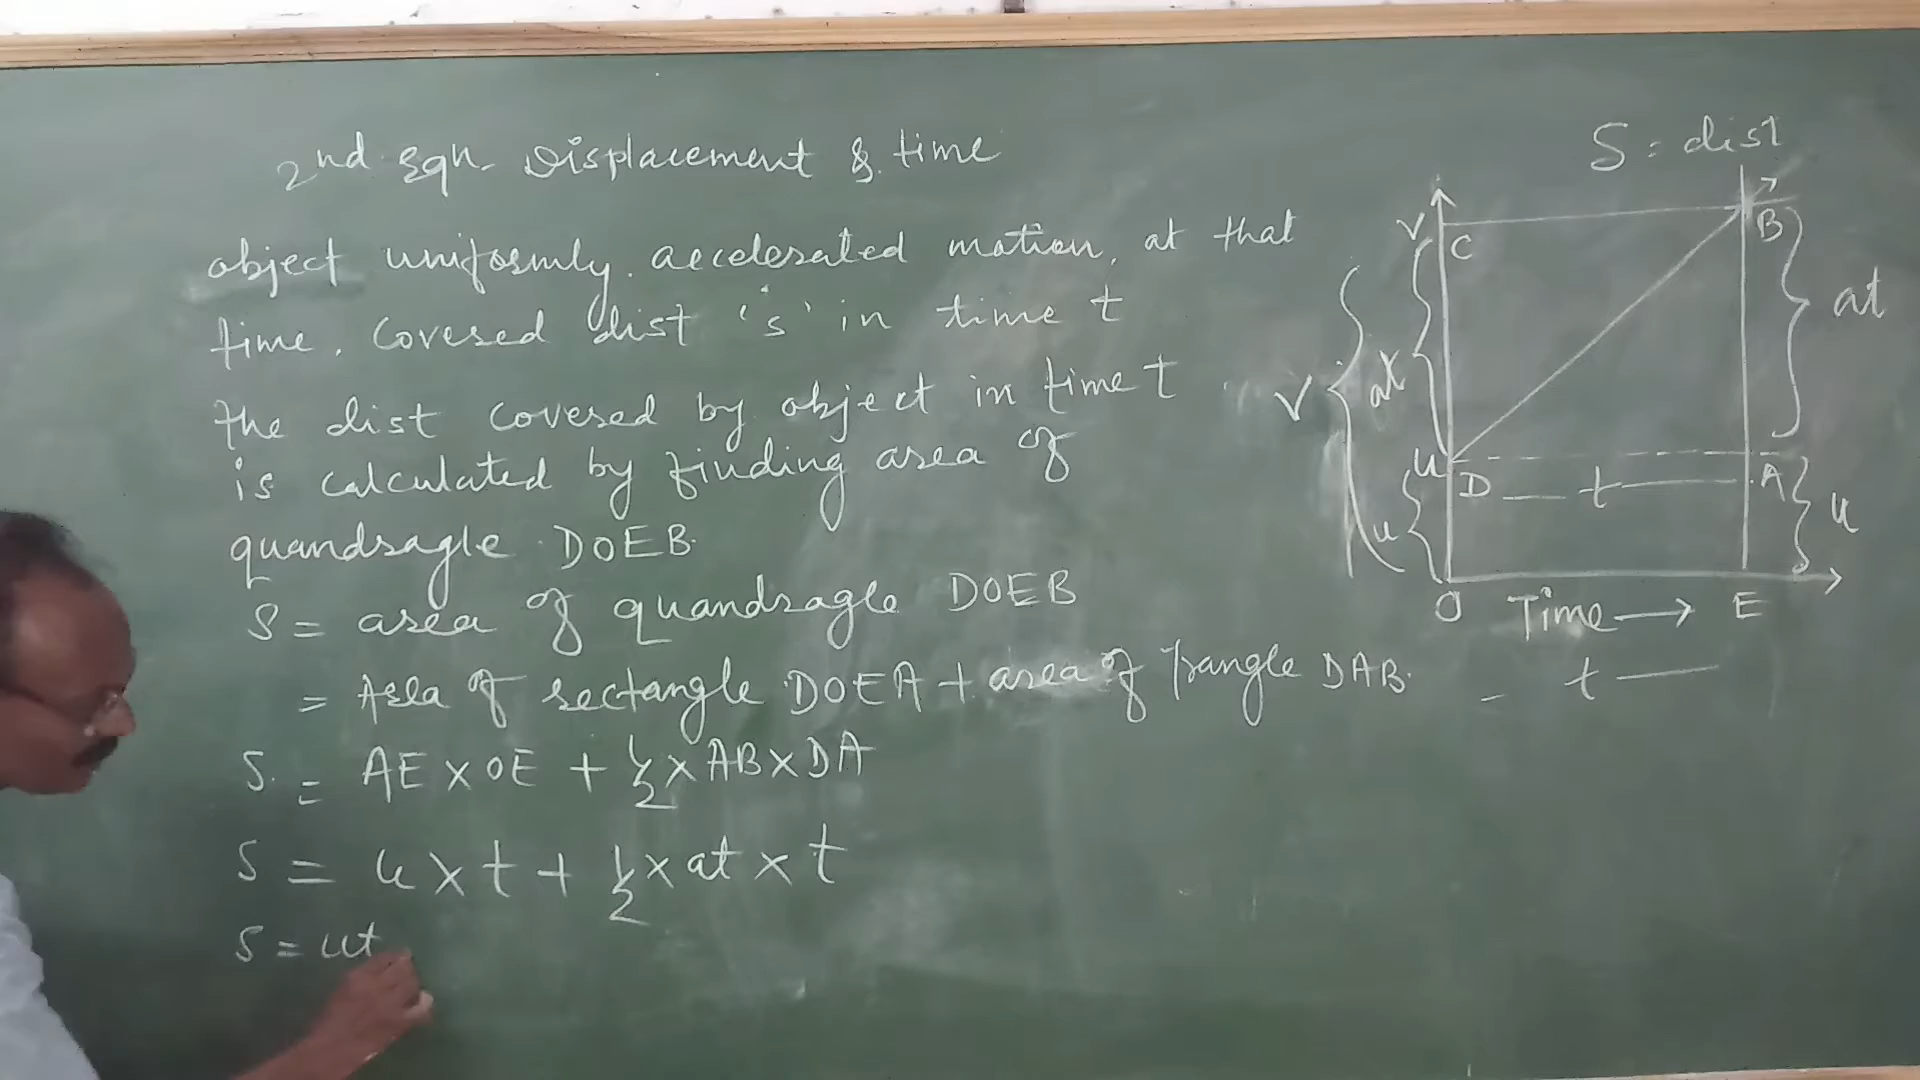 2nd Eqn. Displacement & time
object uniformly accelerated motion, at that
time, covered dist 's' in time t
the dist covered by object in time t
is calculated by finding area of
quandragle DOEB.
S = area of quandragle DOEB
= Area of rectangle DOEA + area of triangle DAB.
S = AE × OE + 1/2 × AB × DA
S = u × t + 1/2 × at × t
S = ut
S = dist
V C B
V at at
u D t A
u u
O Time → E
t